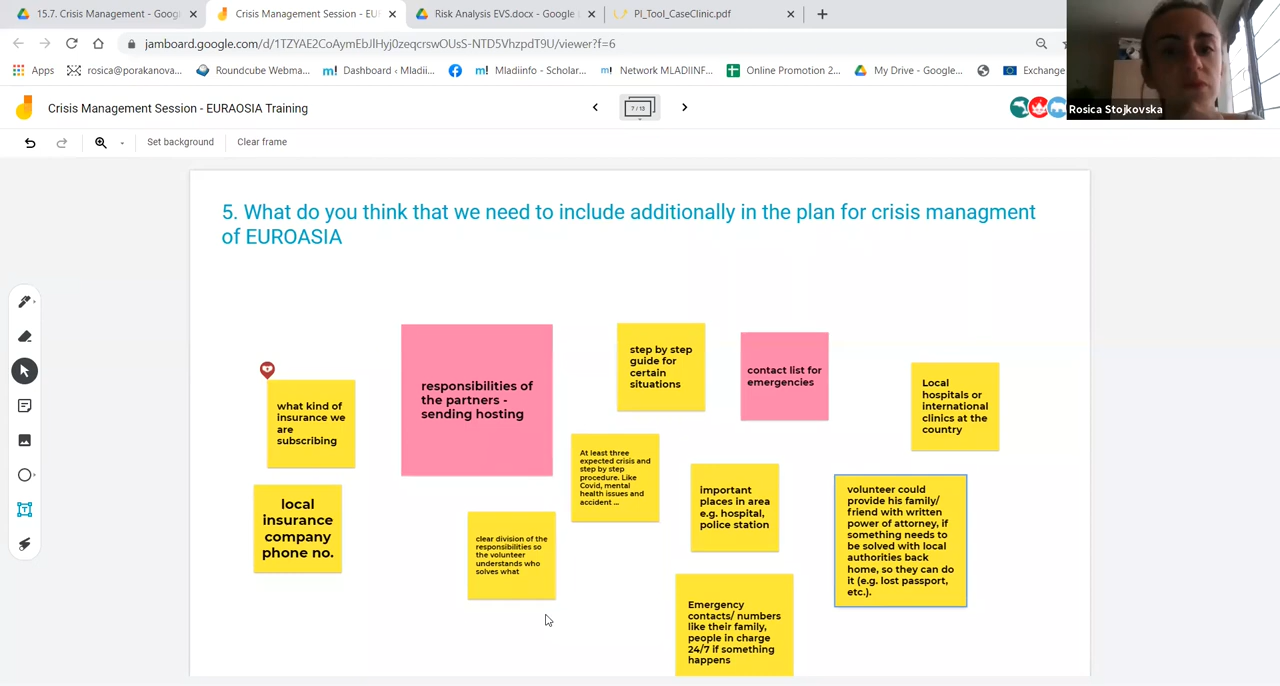 15.7. Crisis Management - Goog
Crisis Management Session - EUR
Risk Analysis EVS.docx - Google
PI_Tool_CaseClinic.pdf
jamboard.google.com/d/1TZYAE2CoAymEbJlHyj0zeqcrswOUsS-NTD5VhzpdT9U/viewer?f=6
Apps
rosica@porakanova...
Roundcube Webma...
m! Dashboard ‹ Mladii...
m! Mladiinfo - Scholar...
m! Network MLADIINF...
Online Promotion 2...
My Drive - Google...
Exchange
Rosica Stojkovska
Crisis Management Session - EURAOSIA Training
7 / 13
Set background
Clear frame
5. What do you think that we need to include additionally in the plan for crisis managment
of EUROASIA
what kind of
insurance we
are
subscribing
responsibilities of
the partners -
sending hosting
step by step
guide for
certain
situations
contact list for
emergencies
Local
hospitals or
international
clinics at the
country
local
insurance
company
phone no.
clear division of the
responsibilities so
the volunteer
understands who
solves what
At least three
expected crisis and
step by step
procedure. Like
Covid, mental
health issues and
accident ...
important
places in area
e.g. hospital,
police station
volunteer could
provide his family/
friend with written
power of attorney, if
something needs to
be solved with local
authorities back
home, so they can do
it (e.g. lost passport,
etc.).
Emergency
contacts/ numbers
like their family,
people in charge
24/7 if something
happens